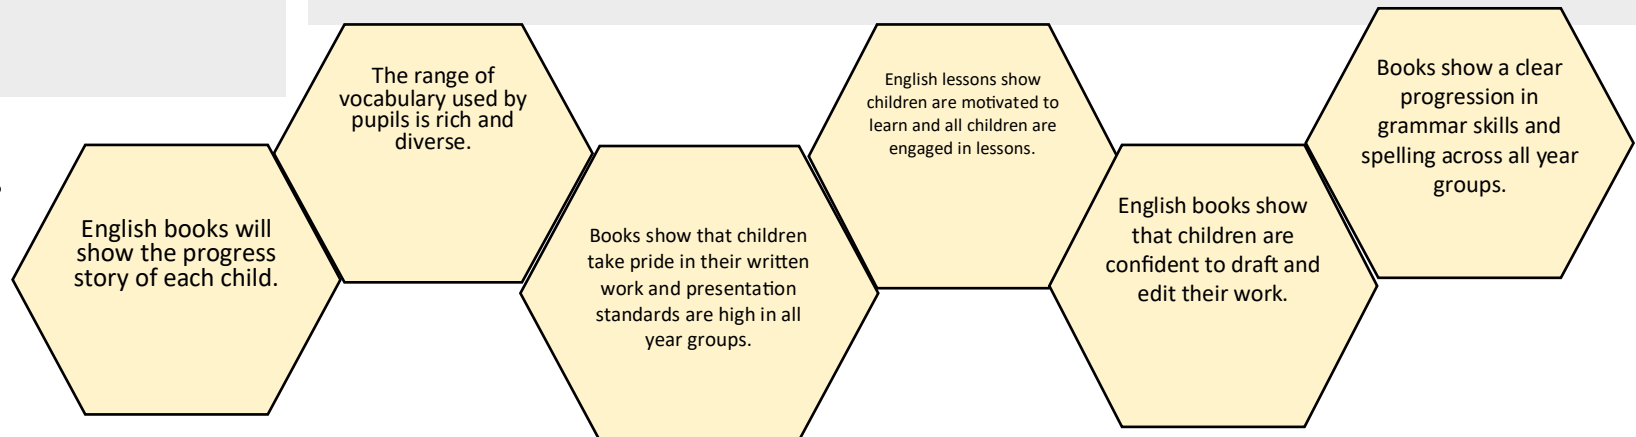 English books will
show the progress
story of each child.
The range of
vocabulary used by
pupils is rich and
diverse.
Books show that children
take pride in their written
work and presentation
standards are high in all
year groups.
English lessons show
children are motivated to
learn and all children are
engaged in lessons.
English books show
that children are
confident to draft and
edit their work.
Books show a clear
progression in
grammar skills and
spelling across all year
groups.